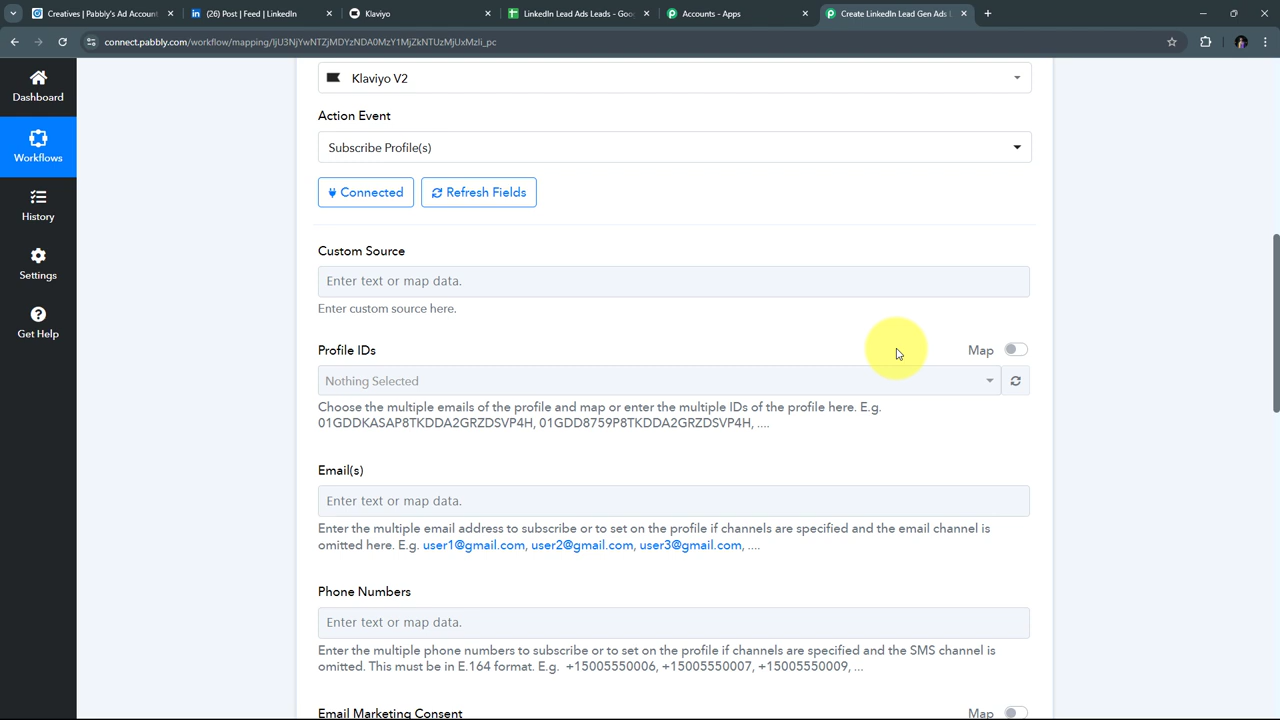 Creatives | Pabbly's Ad Account
(26) Post | Feed | LinkedIn
Klaviyo
LinkedIn Lead Ads Leads - Goo
Accounts - Apps
Create LinkedIn Lead Gen Ads L
connect.pabbly.com/workflow/mapping/IjU3NjYwNTZjMDYzNDA0MzY1MjZkNTUzMjUxMzIi_pc
Dashboard
Workflows
History
Settings
Get Help
Klaviyo V2
Action Event
Subscribe Profile(s)
Connected
Refresh Fields
Custom Source
Enter text or map data.
Enter custom source here.
Profile IDs
Map
Nothing Selected
Choose the multiple emails of the profile and map or enter the multiple IDs of the profile here. E.g.
01GDDKASAP8TKDDA2GRZDSVP4H, 01GDD8759P8TKDDA2GRZDSVP4H, ....
Email(s)
Enter text or map data.
Enter the multiple email address to subscribe or to set on the profile if channels are specified and the email channel is
omitted here. E.g. user1@gmail.com, user2@gmail.com, user3@gmail.com, ....
Phone Numbers
Enter text or map data.
Enter the multiple phone numbers to subscribe or to set on the profile if channels are specified and the SMS channel is
omitted. This must be in E.164 format. E.g. +15005550006, +15005550007, +15005550009, ...
Email Marketing Consent
Map